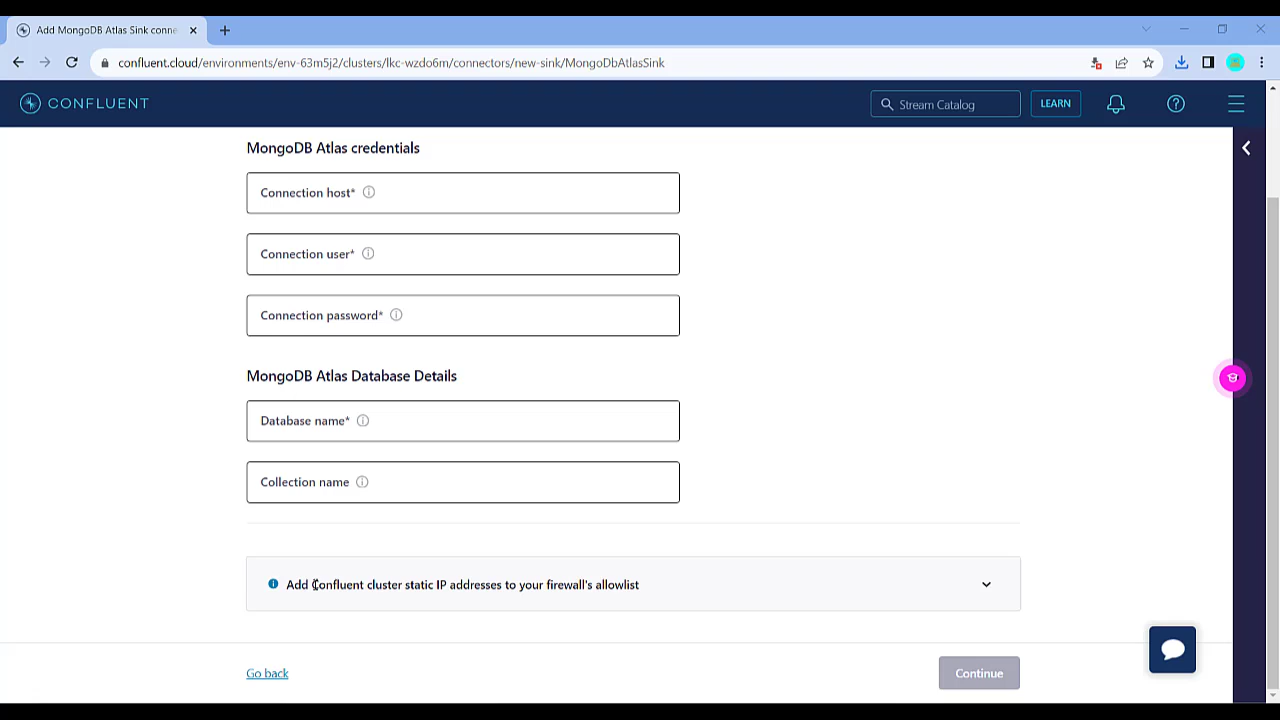 Add MongoDB Atlas Sink conne
confluent.cloud/environments/env-63m5j2/clusters/lkc-wzdo6m/connectors/new-sink/MongoDbAtlasSink
CONFLUENT
Stream Catalog
LEARN
MongoDB Atlas credentials
Connection host*
Connection user*
Connection password*
MongoDB Atlas Database Details
Database name*
Collection name
Add Confluent cluster static IP addresses to your firewall's allowlist
Go back
Continue